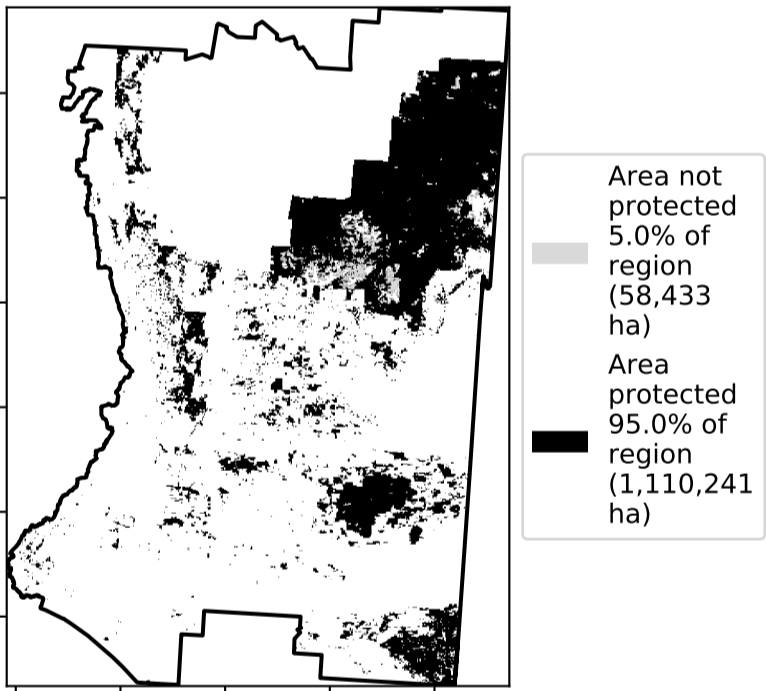 Area not
protected
5.0% of
region
(58,433
ha)
Area
protected
95.0% of
region
(1,110,241
ha)